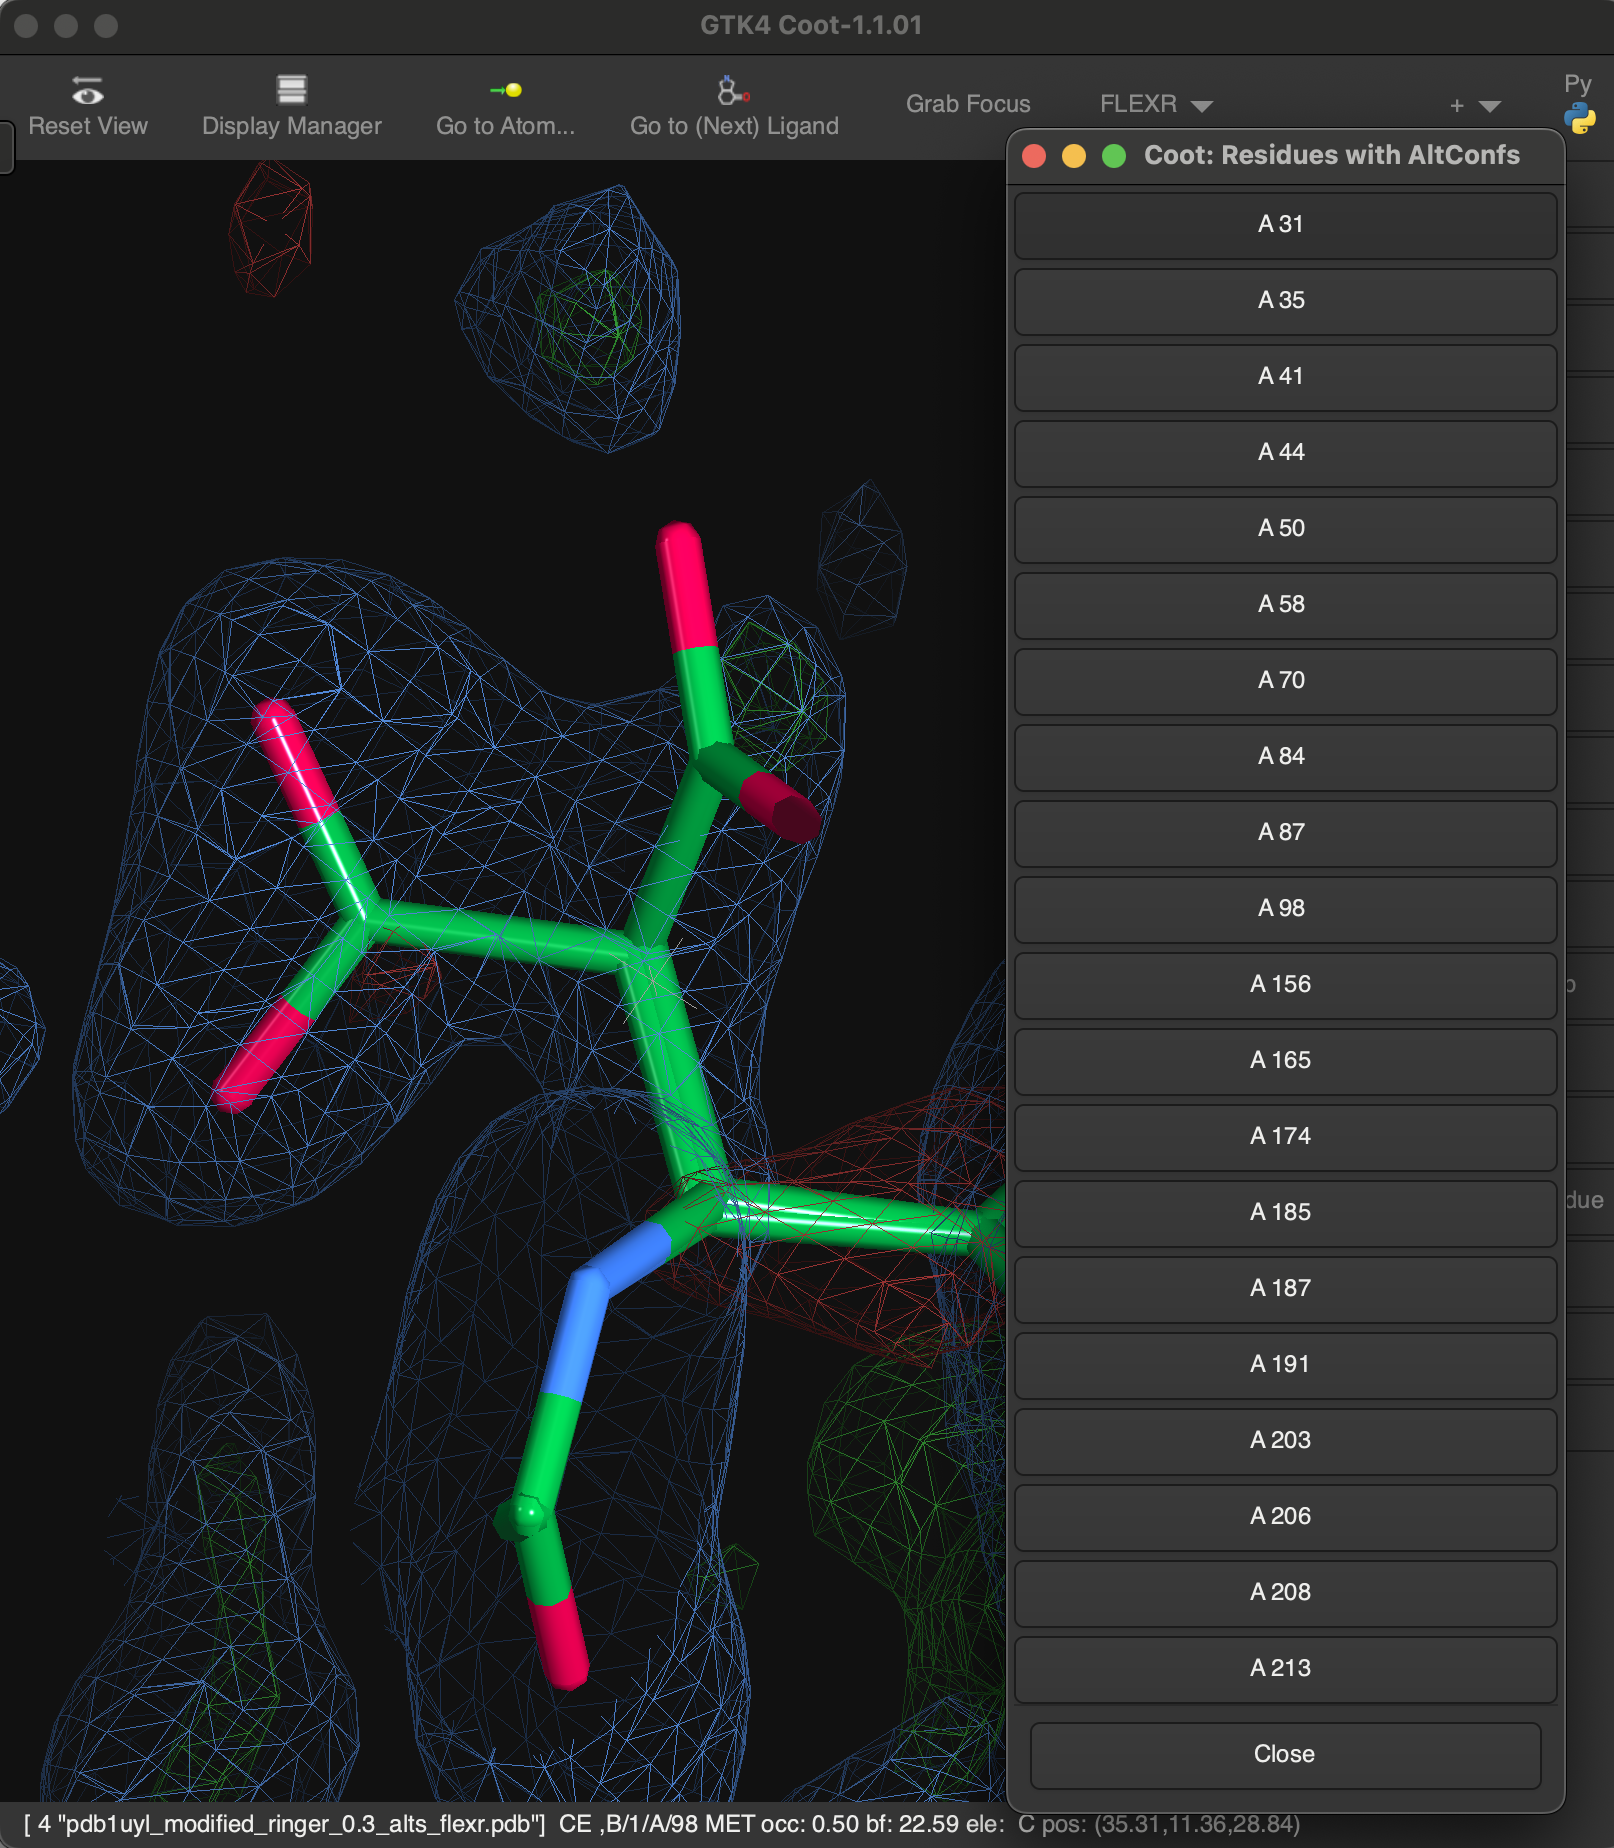 GTK4 Coot-1.1.01
Reset View
Display Manager
Go to Atom...
Go to (Next) Ligand
Grab Focus
FLEXR
+
Py
Coot: Residues with AltConfs
A 31
A 35
A 41
A 44
A 50
A 58
A 70
A 84
A 87
A 98
A 156
A 165
A 174
A 185
A 187
A 191
A 203
A 206
A 208
A 213
Close
due
[ 4 "pdb1uyl_modified_ringer_0.3_alts_flexr.pdb"] CE ,B/1/A/98 MET occ: 0.50 bf: 22.59 ele: C pos: (35.31,11.36,28.84)